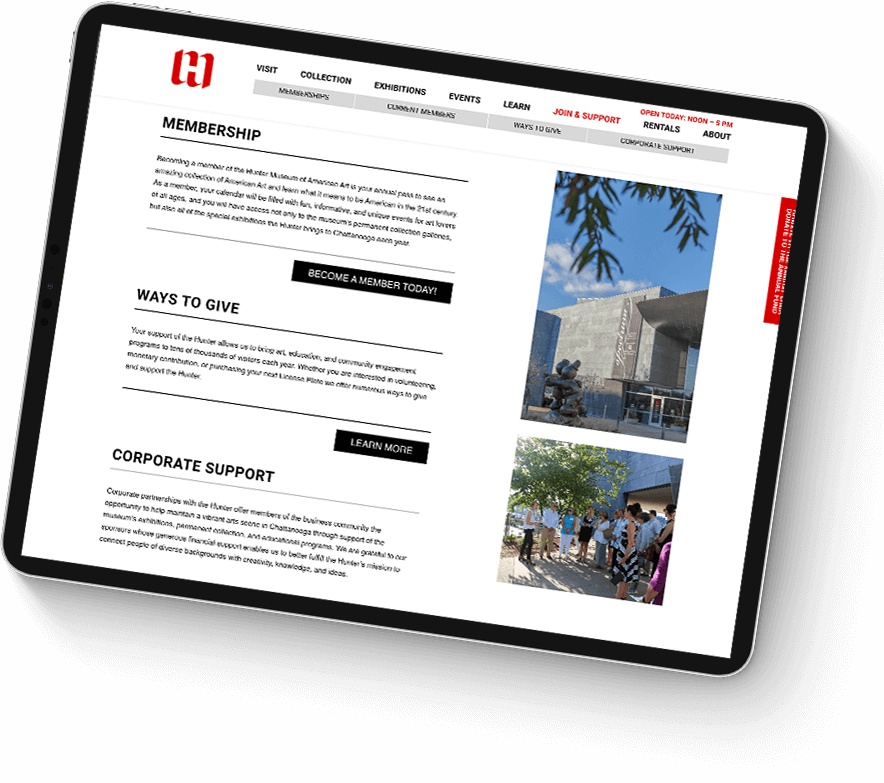 VISIT COLLECTION EXHIBITIONS EVENTS LEARN JOIN & SUPPORT RENTALS ABOUT
OPEN TODAY: NOON – 5 PM
MEMBERSHIPS CURRENT MEMBERS WAYS TO GIVE CORPORATE SUPPORT
MEMBERSHIP
Becoming a member of the Hunter Museum of American Art is your annual pass to see an
amazing collection of American Art and learn what it means to be American in the 21st century.
As a member, your calendar will be filled with fun, informative, and unique events for art lovers
of all ages, and you will have access not only to the museum's permanent collection galleries,
but also all of the special exhibitions the Hunter brings to Chattanooga each year.
BECOME A MEMBER TODAY!
WAYS TO GIVE
Your support of the Hunter allows us to bring art, education, and community engagement
programs to tens of thousands of visitors each year. Whether you are interested in volunteering,
monetary contribution, or purchasing your next License Plate we offer numerous ways to give
and support the Hunter.
LEARN MORE
CORPORATE SUPPORT
Corporate partnerships with the Hunter offer members of the business community the
opportunity to help maintain a vibrant arts scene in Chattanooga through support of the
museum's exhibitions, permanent collection, and educational programs. We are grateful to our
sponsors whose generous financial support enables us to better fulfill the Hunter's mission to
connect people of diverse backgrounds with creativity, knowledge, and ideas.
DONATE TO THE ANNUAL FUND